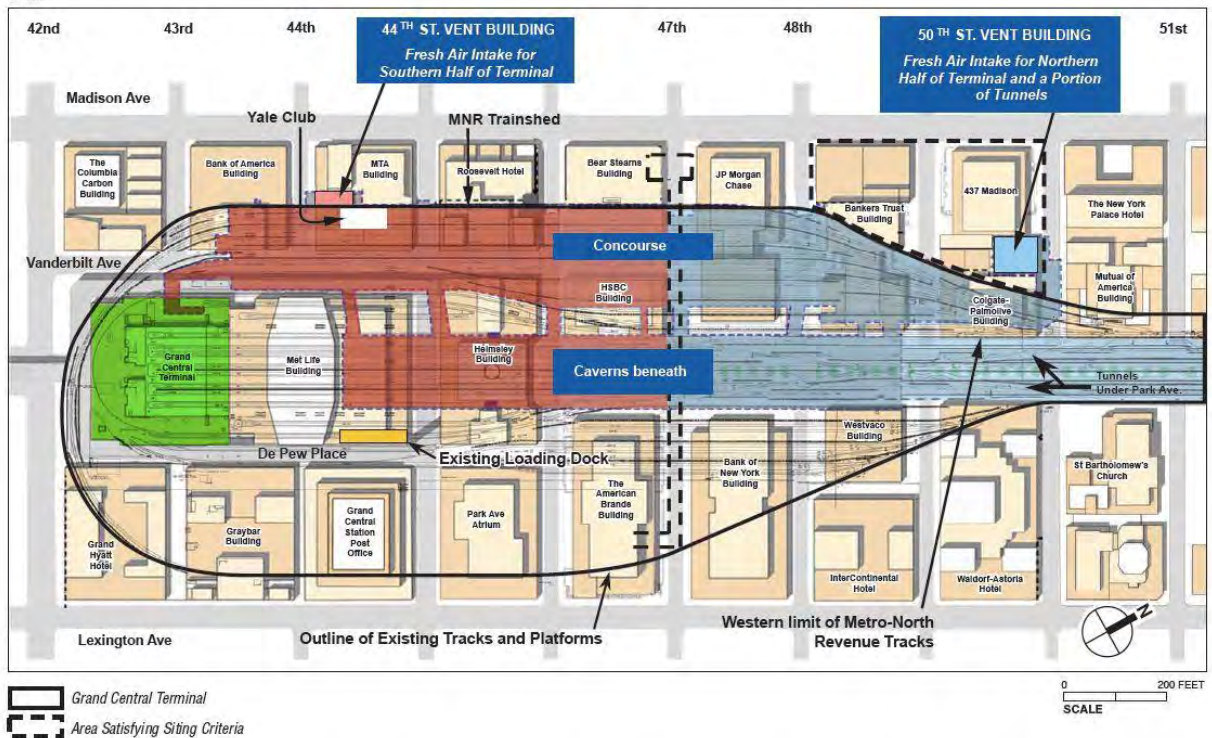 42nd
43rd
44th
47th
48th
51st
44TH ST. VENT BUILDING
Fresh Air Intake for
Southern Half of Terminal
50TH ST. VENT BUILDING
Fresh Air Intake for Northern
Half of Terminal and a Portion
of Tunnels
Madison Ave
Yale Club
MNR Trainshed
The
Columbia
Carbon
Building
Bank of America
Building
MTA
Building
Roosevelt Hotel
Bear Stearns
Building
JP Morgan
Chase
Bankers Trust
Building
437 Madison
The New York
Palace Hotel
Concourse
Vanderbilt Ave
HSBC
Building
Colgate-
Palmolive
Building
Mutual of
America
Building
Grand
Central
Terminal
Met Life
Building
Helmsley
Building
Caverns beneath
Tunnels
Under Park Ave.
De Pew Place
Existing Loading Dock
Westvaco
Building
Grand
Hyatt
Hotel
Graybar
Building
Grand
Central
Station
Post
Office
Park Ave
Atrium
The
American
Brands
Building
Bank of
New York
Building
InterContinental
Hotel
Waldorf-Astoria
Hotel
St Bartholomew's
Church
Lexington Ave
Outline of Existing Tracks and Platforms
Western limit of Metro-North
Revenue Tracks
N
Grand Central Terminal
Area Satisfying Siting Criteria
0 200 FEET
SCALE